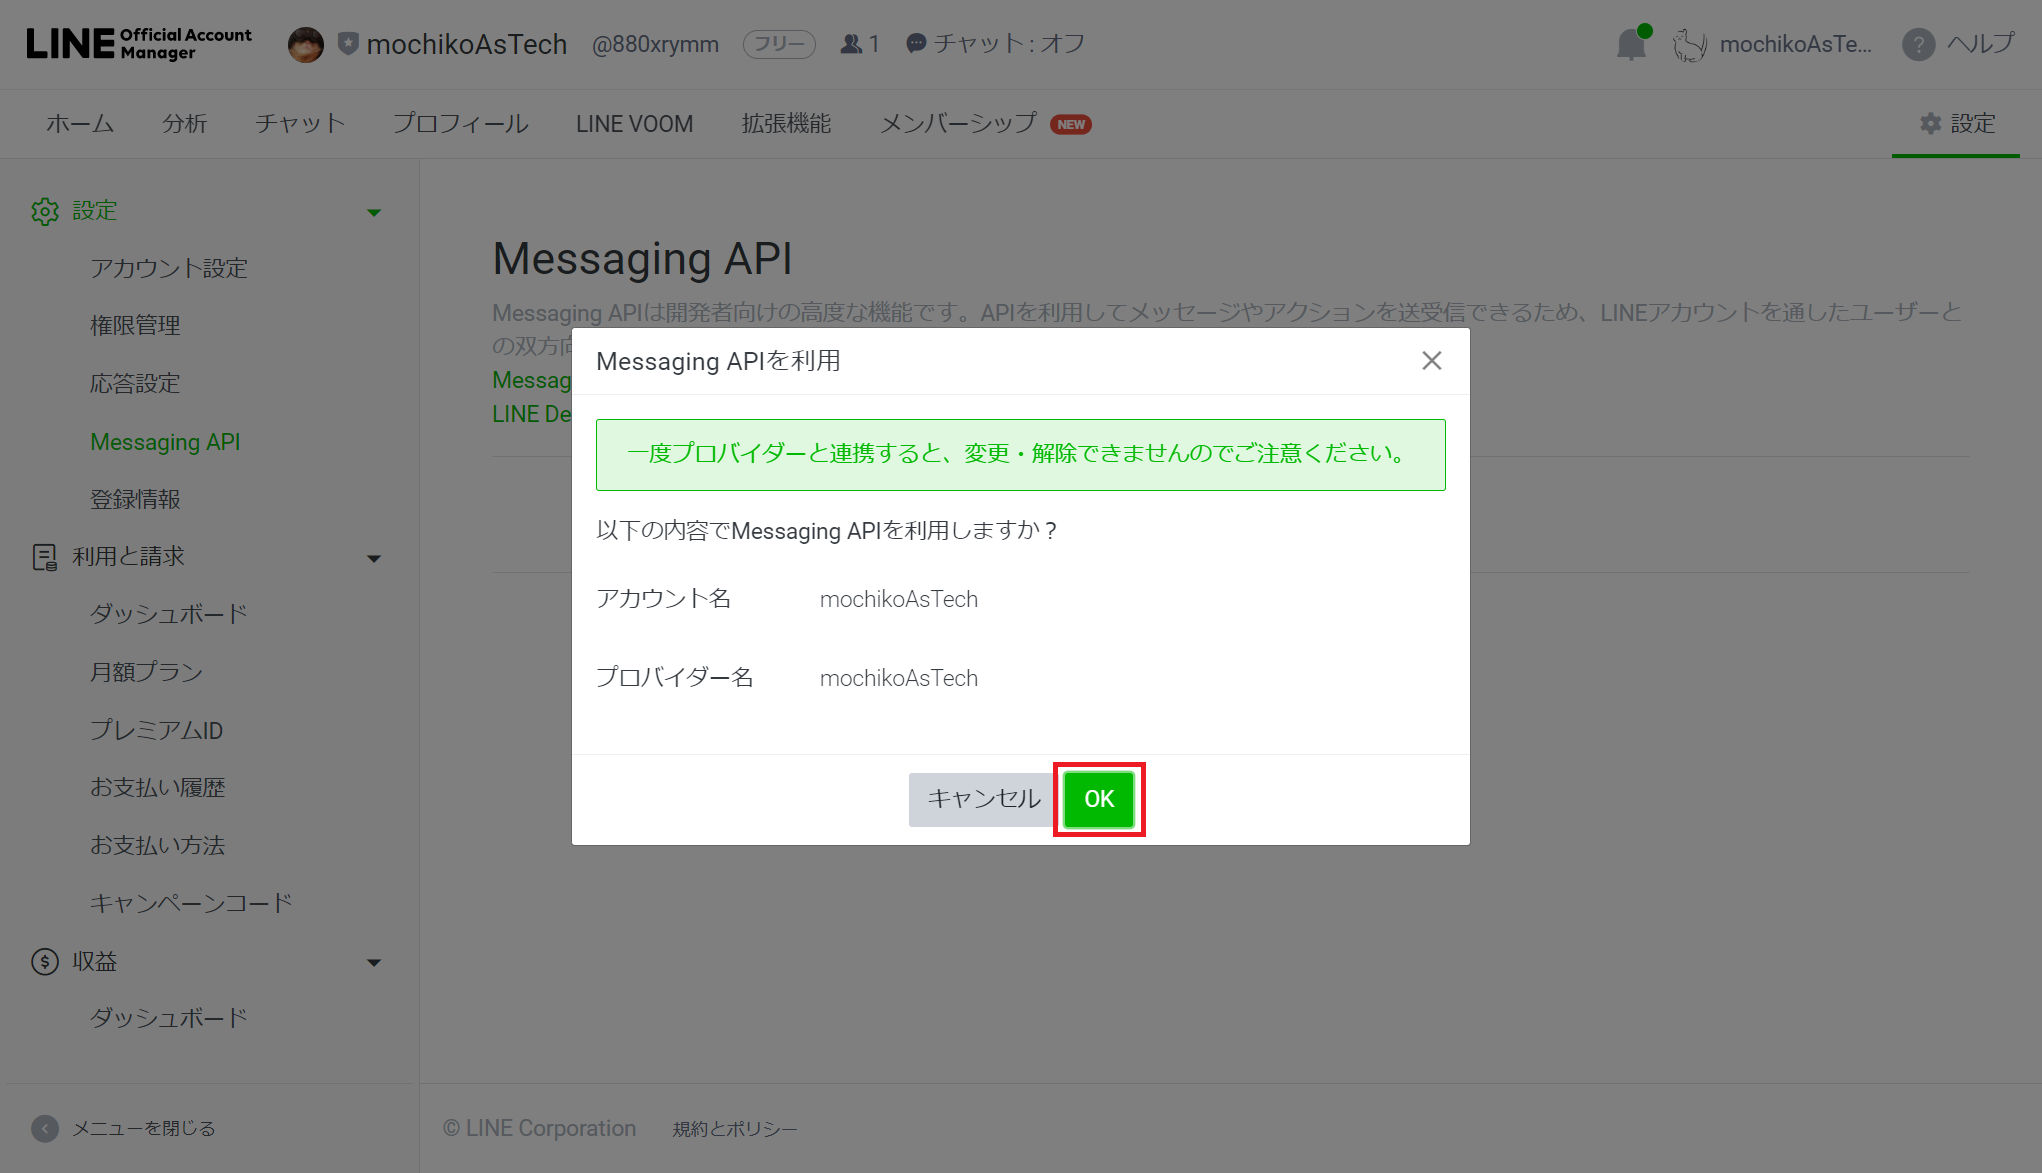 LINE Official Account Manager
mochikoAsTech @880xrymm フリー 1 チャット : オフ
mochikoAsTe... ? ヘルプ
ホーム 分析 チャット プロフィール LINE VOOM 拡張機能 メンバーシップ NEW 設定
設定
アカウント設定
権限管理
応答設定
Messaging API
登録情報
利用と請求
ダッシュボード
月額プラン
プレミアムID
お支払い履歴
お支払い方法
キャンペーンコード
収益
ダッシュボード
メニューを閉じる
Messaging API
Messaging APIは開発者向けの高度な機能です。APIを利用してメッセージやアクションを送受信できるため、LINEアカウントを通したユーザーと
の双方向
Messag
LINE De
Messaging APIを利用
一度プロバイダーと連携すると、変更・解除できませんのでご注意ください。
以下の内容でMessaging APIを利用しますか？
アカウント名 mochikoAsTech
プロバイダー名 mochikoAsTech
キャンセル OK
© LINE Corporation 規約とポリシー